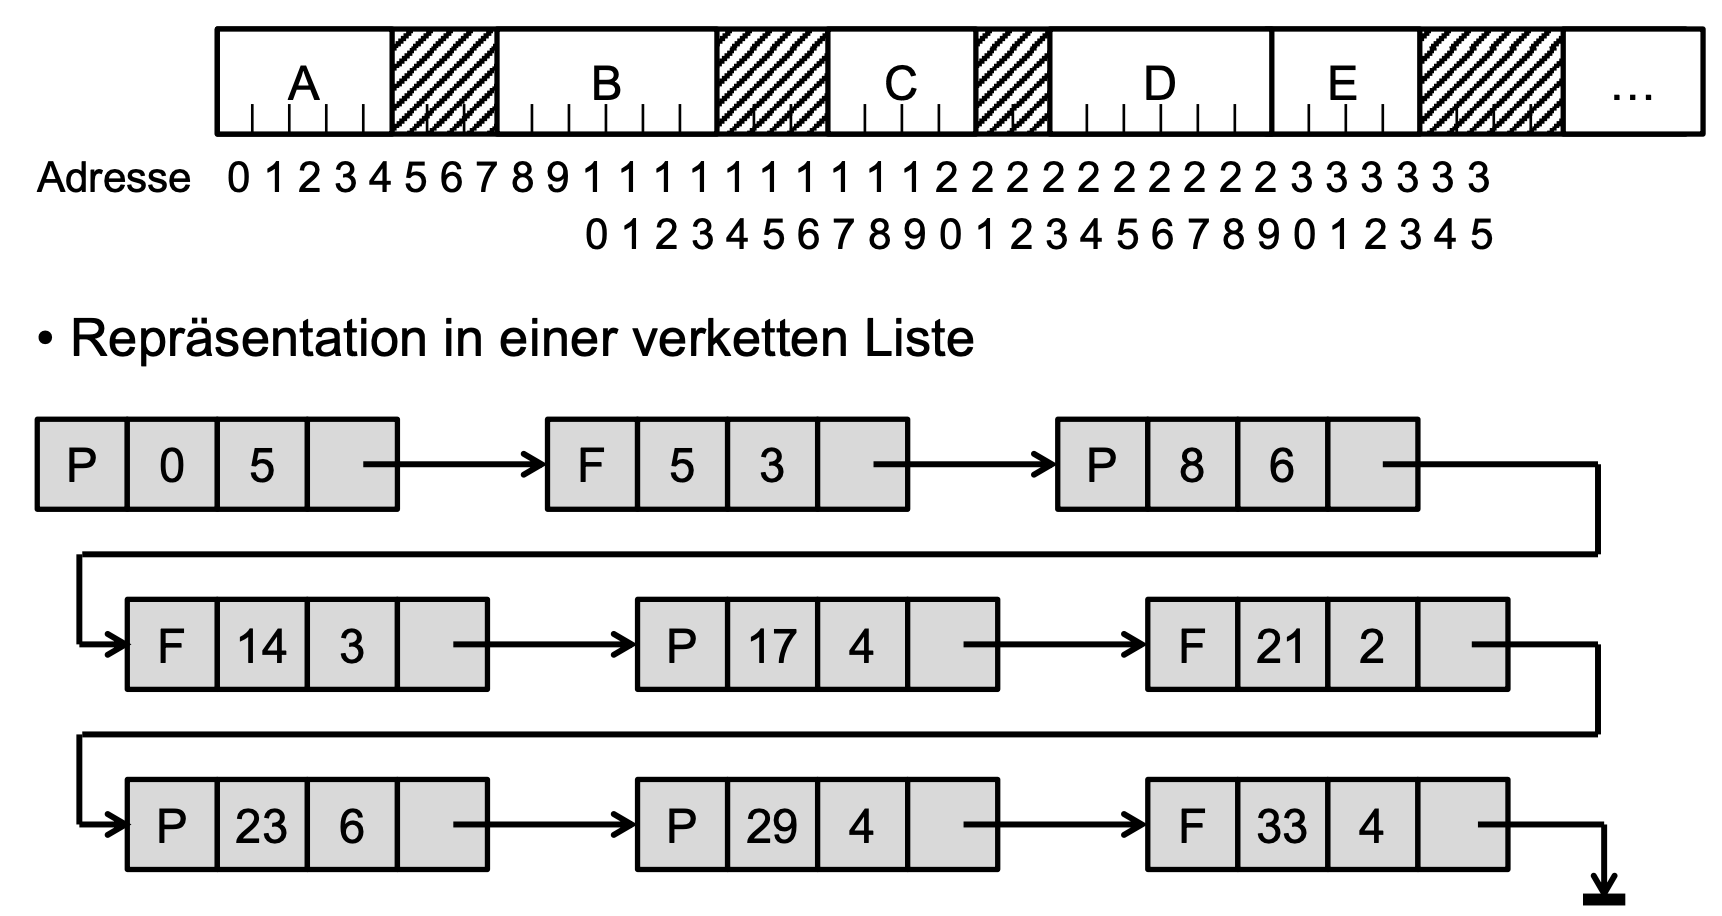 A B C D E ...
Adresse 0 1 2 3 4 5 6 7 8 9 1 1 1 1 1 1 1 1 1 1 2 2 2 2 2 2 2 2 2 2 3 3 3 3 3 3
0 1 2 3 4 5 6 7 8 9 0 1 2 3 4 5 6 7 8 9 0 1 2 3 4 5
• Repräsentation in einer verketten Liste
P 0 5 F 5 3 P 8 6
F 14 3 P 17 4 F 21 2
P 23 6 P 29 4 F 33 4